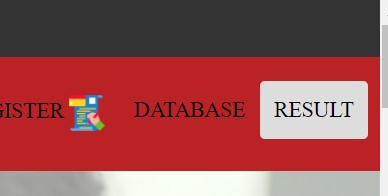 GISTER DATABASE RESULT